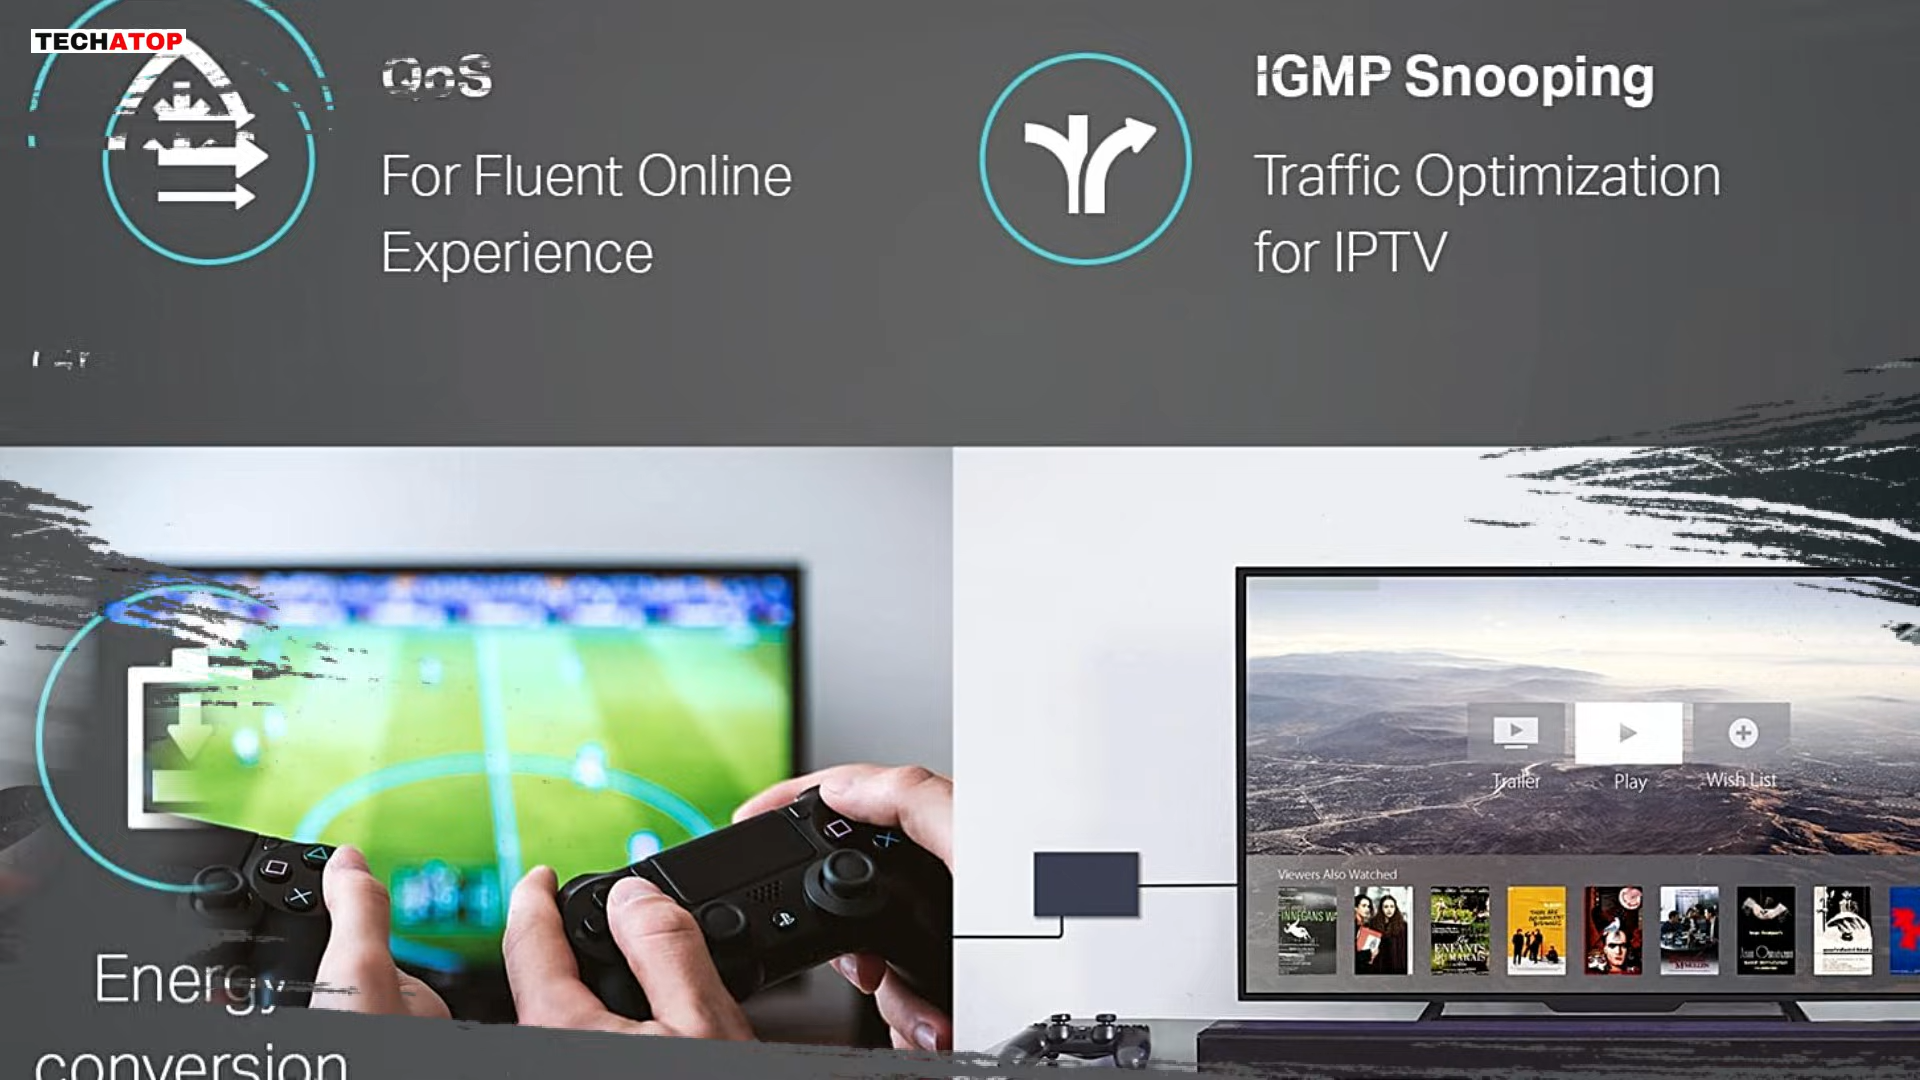 TECHATOP
QoS
For Fluent Online
Experience
IGMP Snooping
Traffic Optimization
for IPTV
Trailer
Play
Wish List
Viewers Also Watched
Energy
conversion